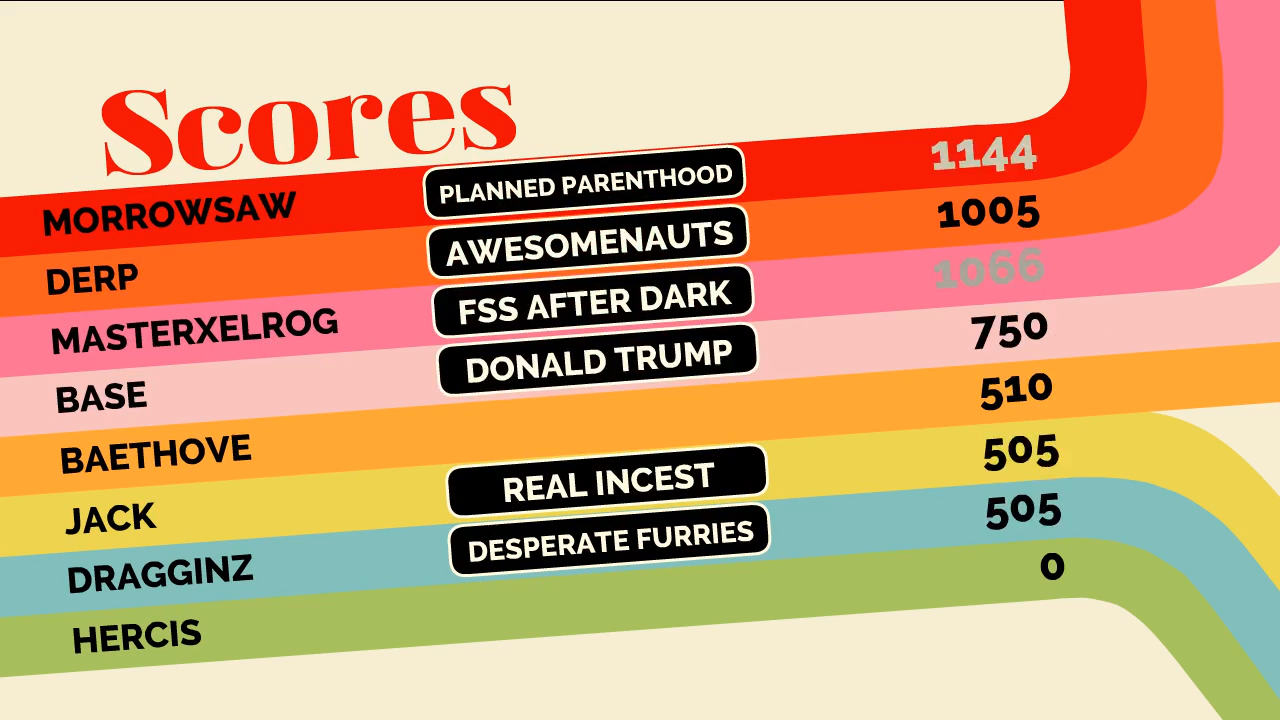 Scores
MORROWSAW PLANNED PARENTHOOD 1144
DERP AWESOMENAUTS 1005
MASTERXELROG FSS AFTER DARK 1066
BASE DONALD TRUMP 750
BAETHOVE 510
JACK REAL INCEST 505
DRAGGINZ DESPERATE FURRIES 505
HERCIS 0